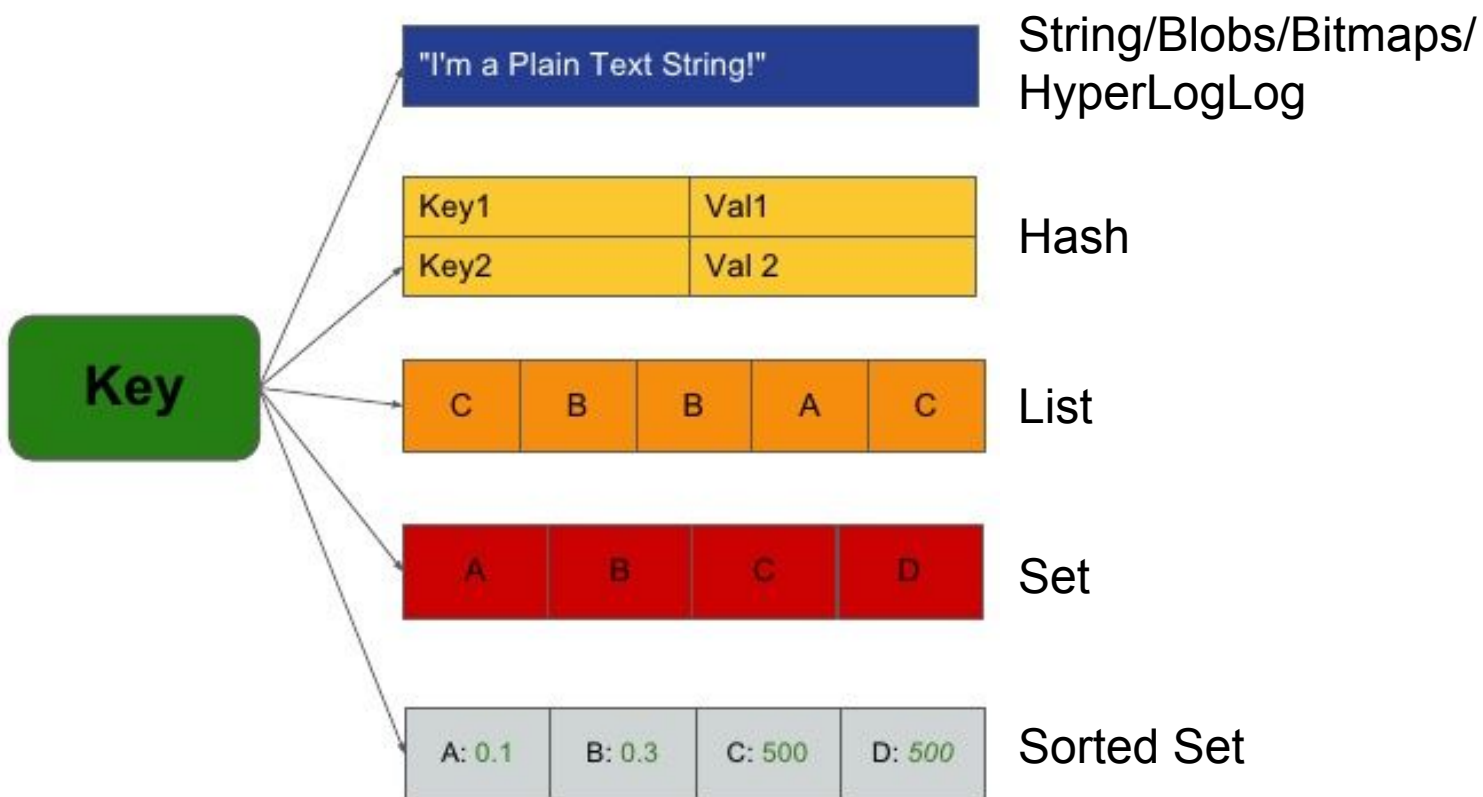 "I'm a Plain Text String!"
String/Blobs/Bitmaps/
HyperLogLog
Key1 Val1
Key2 Val 2
Hash
Key
C B B A C
List
A B C D
Set
A: 0.1 B: 0.3 C: 500 D: 500
Sorted Set